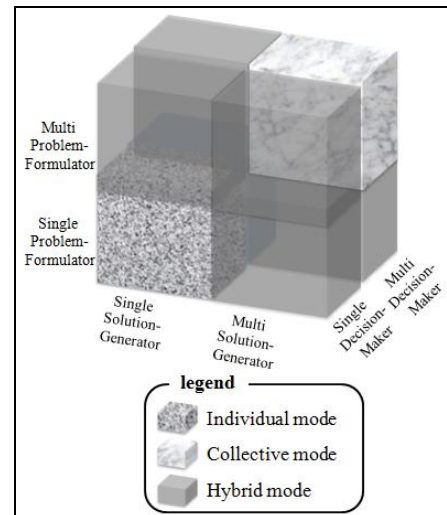 Multi
Problem-
Formulator
Single
Problem-
Formulator
Single
Solution-
Generator
Multi
Solution-
Generator
Single
Decision-
Maker
Multi
Decision-
Maker
legend
Individual mode
Collective mode
Hybrid mode